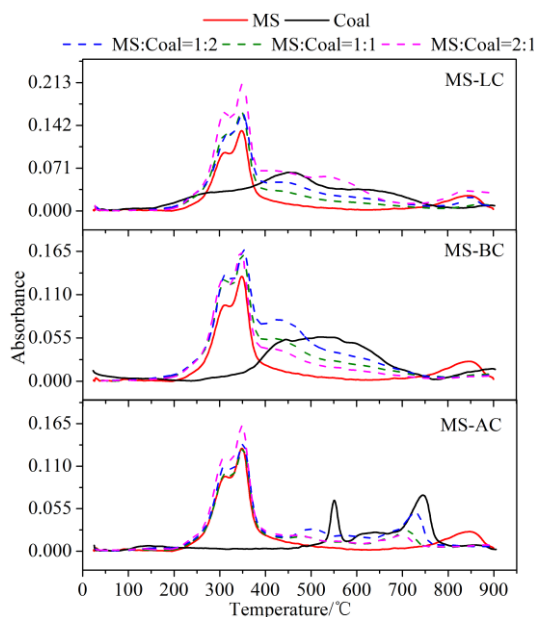 MS Coal
MS:Coal=1:2 MS:Coal=1:1 MS:Coal=2:1
MS-LC
0.213
0.142
0.071
0.000
MS-BC
0.165
0.110
0.055
0.000
Absorbance
MS-AC
0.165
0.110
0.055
0.000
0 100 200 300 400 500 600 700 800 900
Temperature/℃